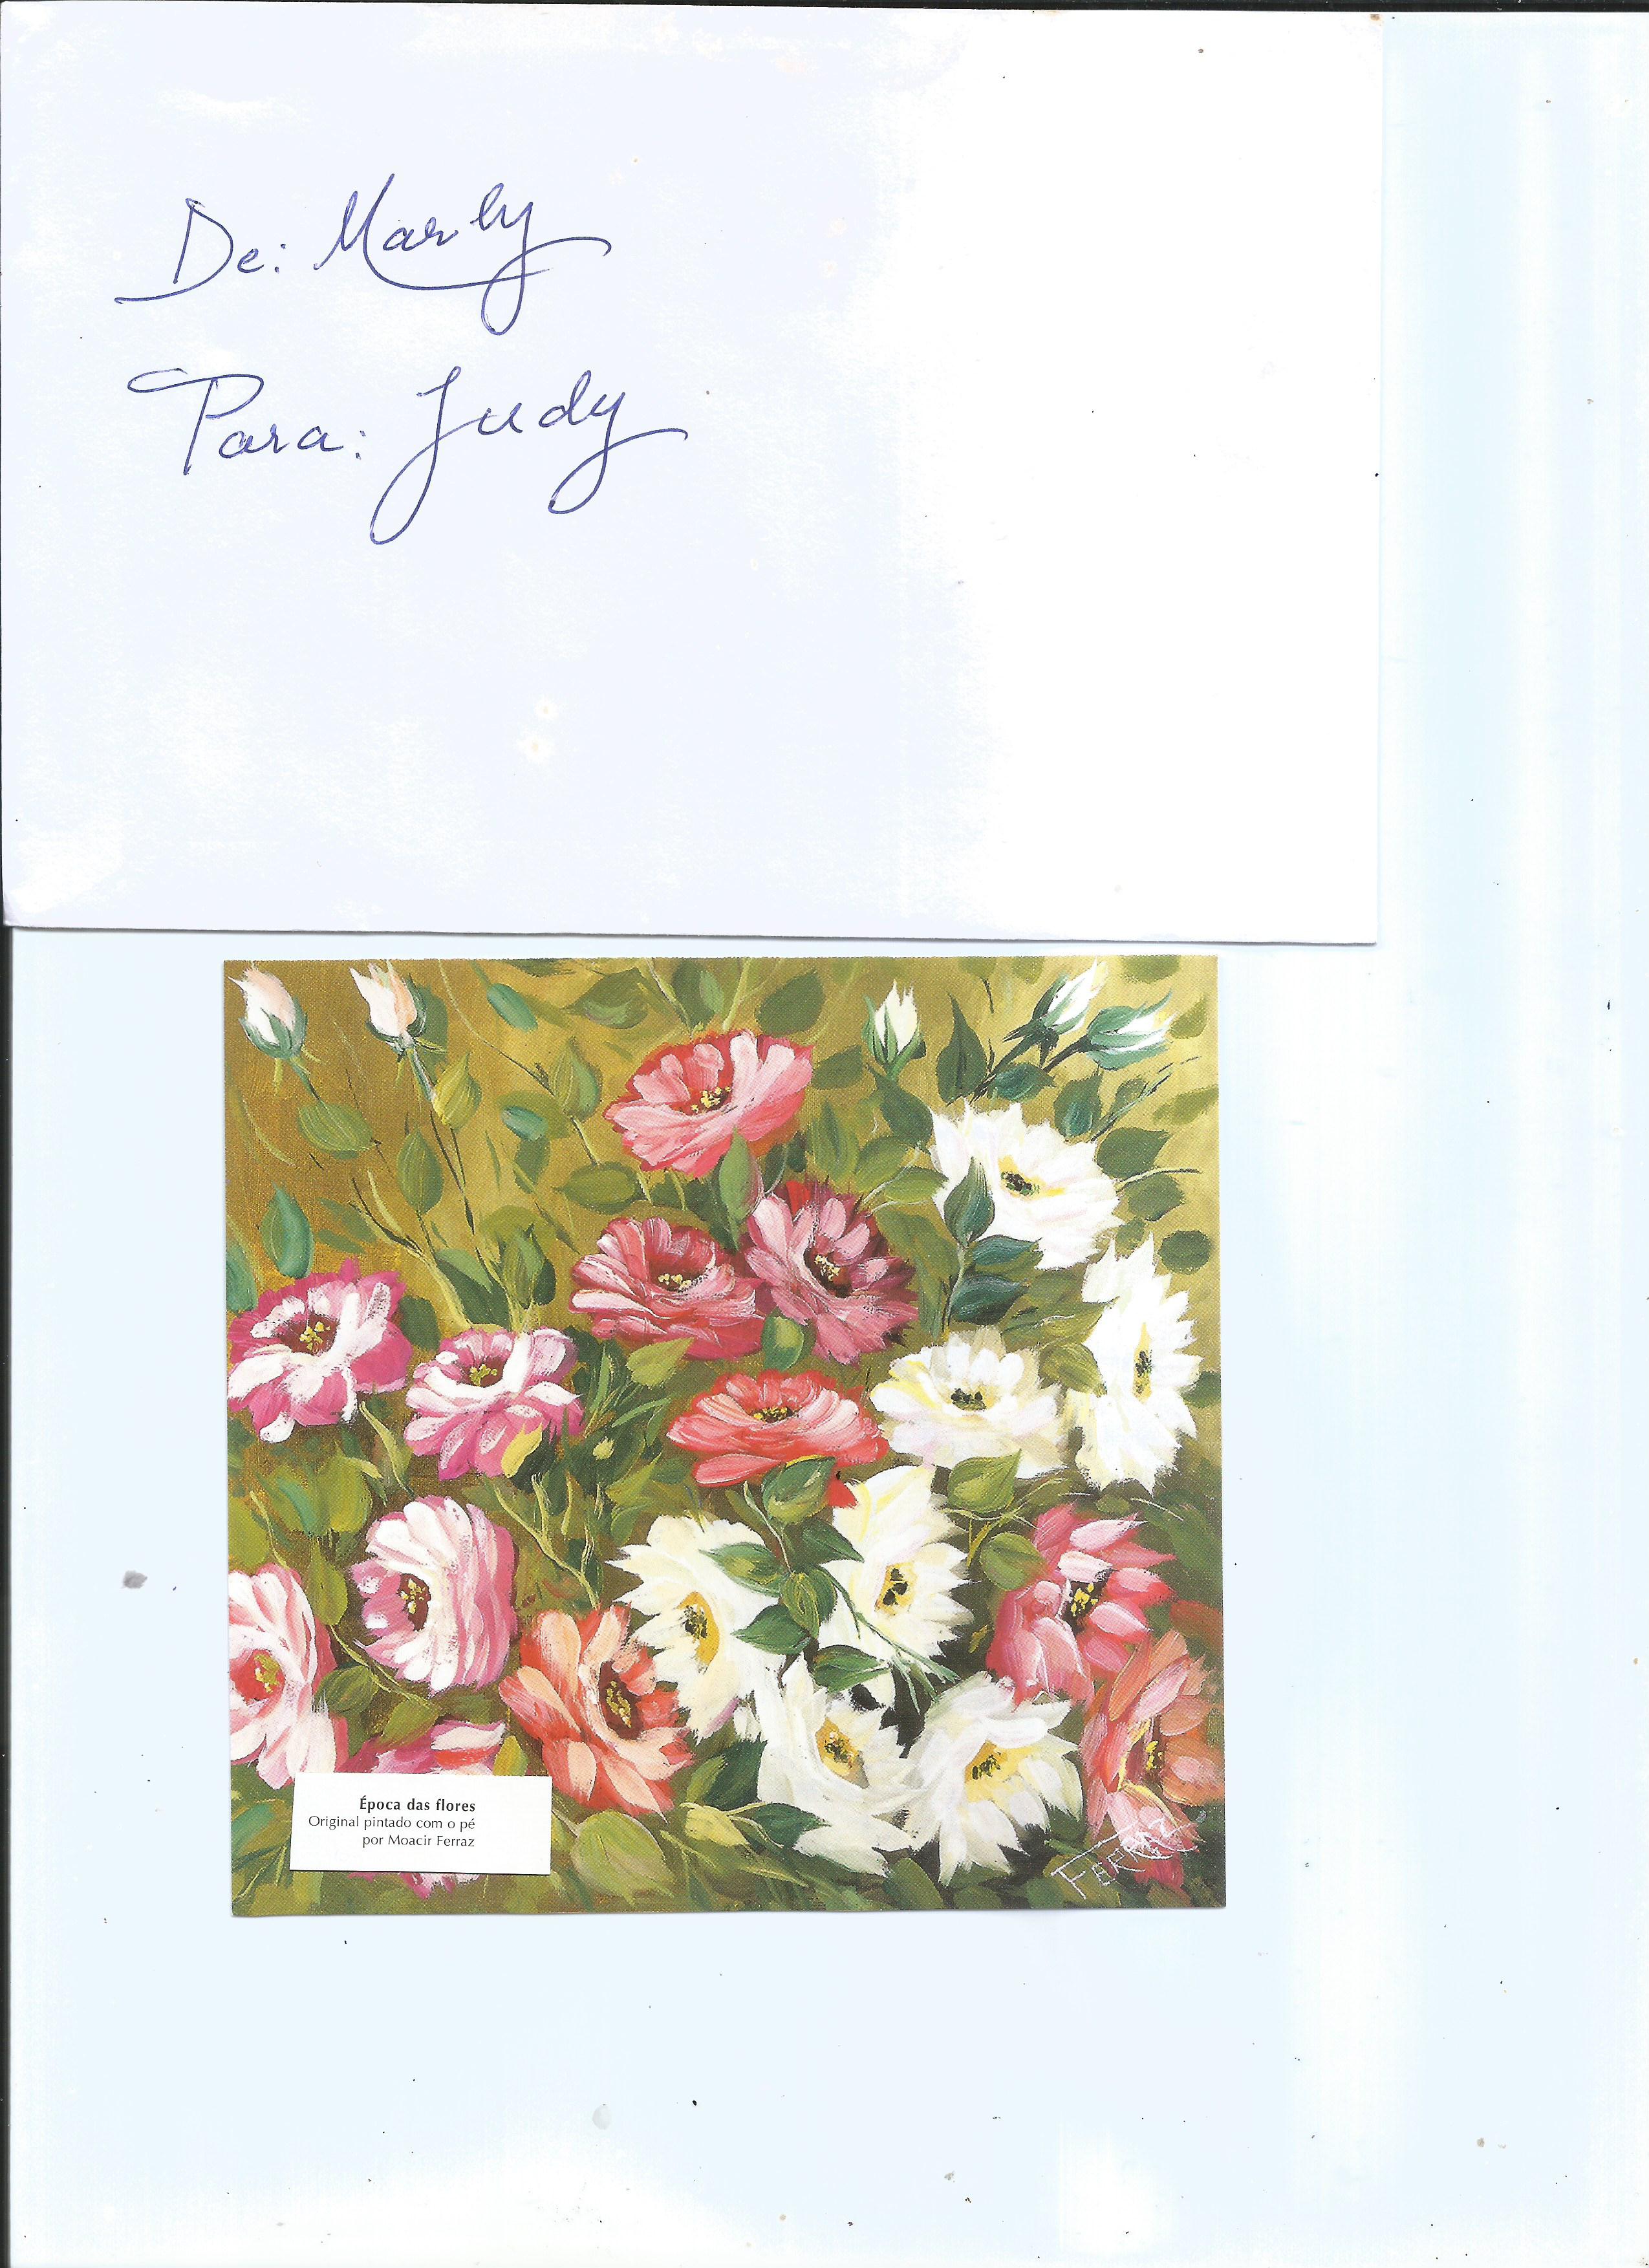 De: Marly
Para: Judy
Época das flores
Original pintado com o pé
por Moacir Ferraz
FERRAZ